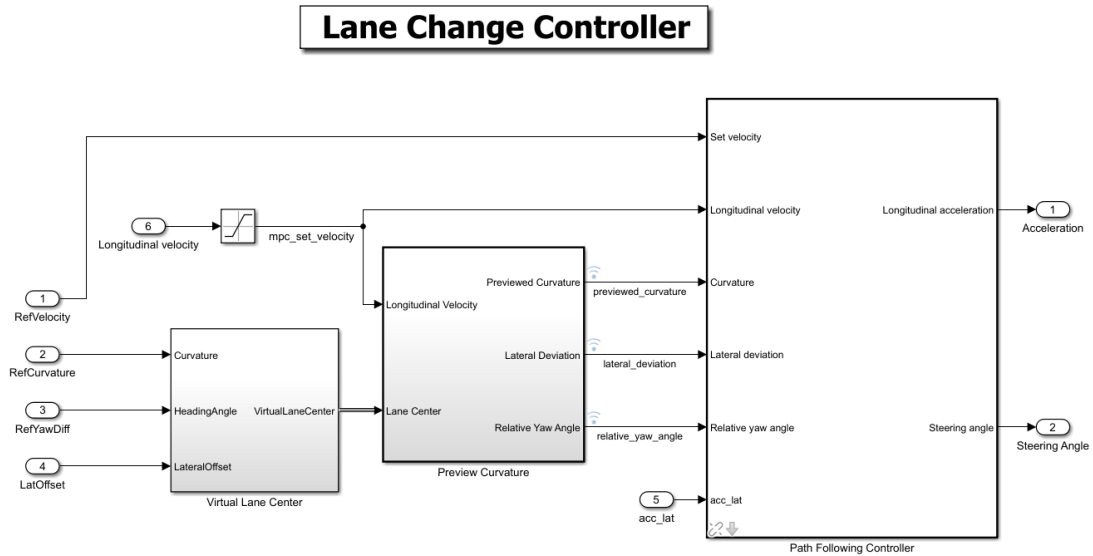 Lane Change Controller
Set velocity
6
Longitudinal velocity
mpc_set_velocity
Longitudinal velocity
Longitudinal acceleration
1
Acceleration
1
RefVelocity
Previewed Curvature
previewed_curvature
Curvature
Longitudinal Velocity
2
RefCurvature
Curvature
Lateral Deviation
lateral_deviation
Lateral deviation
3
RefYawDiff
HeadingAngle
VirtualLaneCenter
Lane Center
Relative Yaw Angle
relative_yaw_angle
Relative yaw angle
Steering angle
2
Steering Angle
4
LatOffset
LateralOffset
Virtual Lane Center
Preview Curvature
5
acc_lat
acc_lat
Path Following Controller